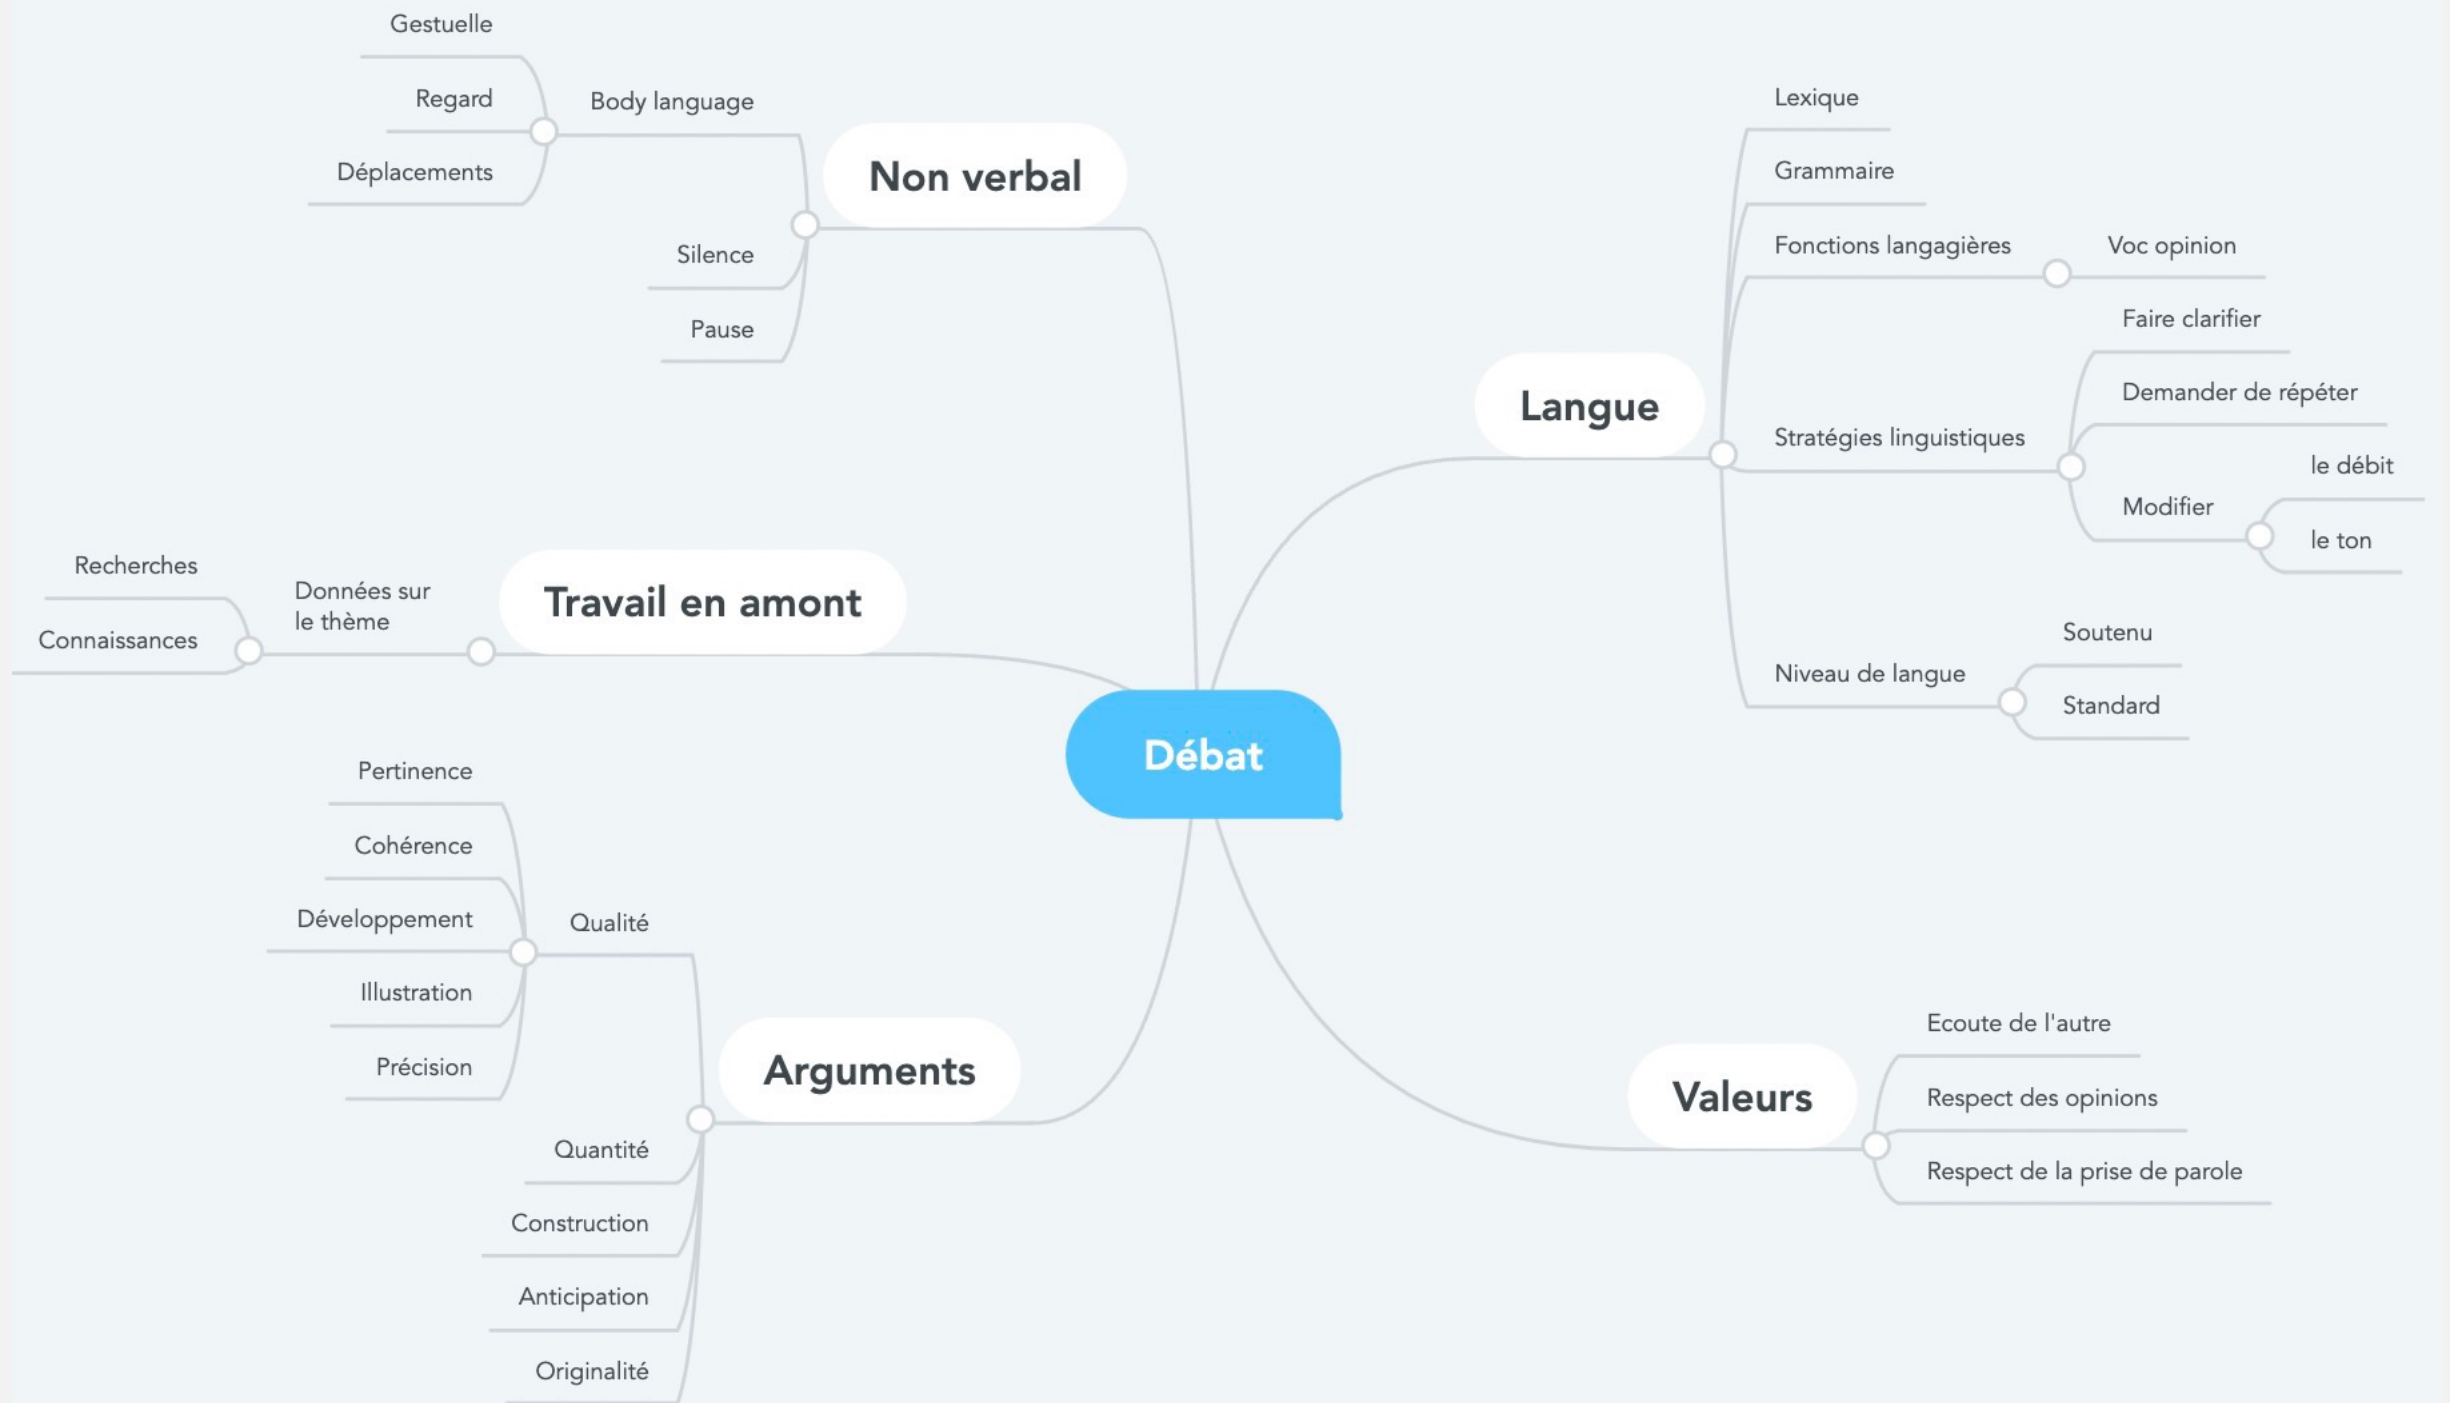 Gestuelle
Regard
Déplacements
Body language
Silence
Pause
Non verbal
Recherches
Connaissances
Données sur
le thème
Travail en amont
Pertinence
Cohérence
Développement
Illustration
Précision
Qualité
Quantité
Construction
Anticipation
Originalité
Arguments
Débat
Langue
Lexique
Grammaire
Fonctions langagières
Voc opinion
Stratégies linguistiques
Faire clarifier
Demander de répéter
Modifier
le débit
le ton
Niveau de langue
Soutenu
Standard
Valeurs
Ecoute de l'autre
Respect des opinions
Respect de la prise de parole